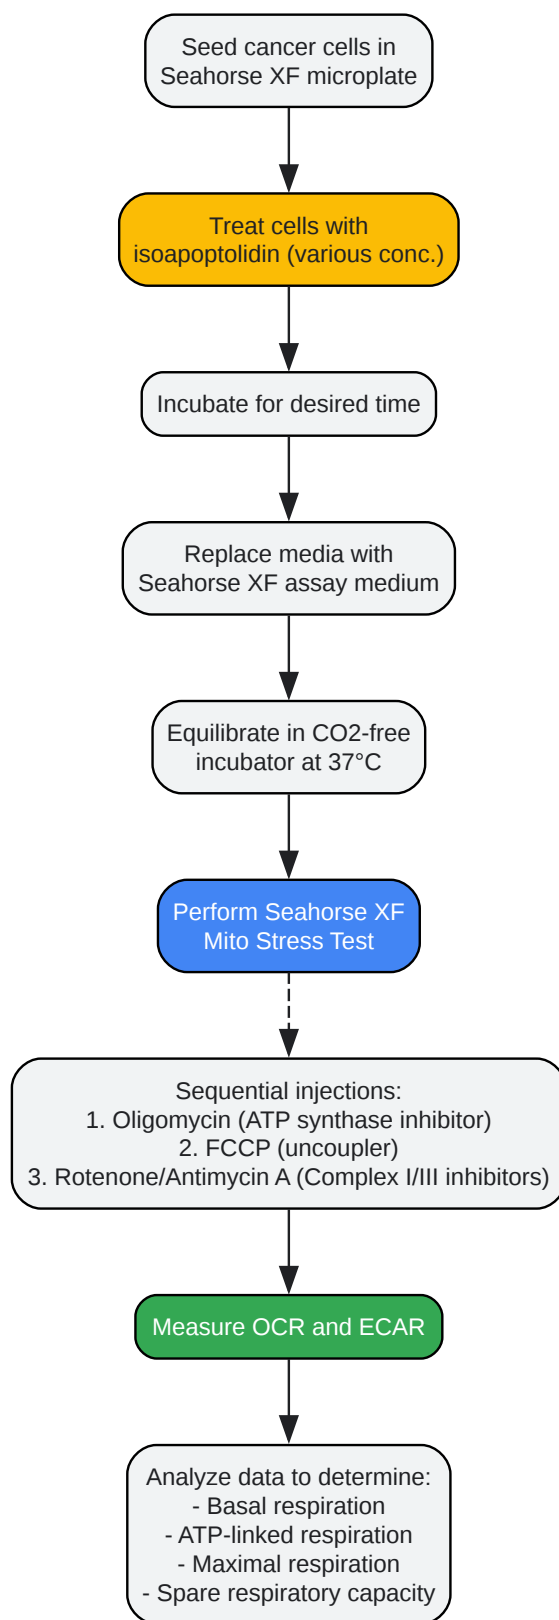 Seed cancer cells in
Seahorse XF microplate
Treat cells with
isoapoptolidin (various conc.)
Incubate for desired time
Replace media with
Seahorse XF assay medium
Equilibrate in CO2-free
incubator at 37°C
Perform Seahorse XF
Mito Stress Test
Sequential injections:
1. Oligomycin (ATP synthase inhibitor)
2. FCCP (uncoupler)
3. Rotenone/Antimycin A (Complex I/III inhibitors)
Measure OCR and ECAR
Analyze data to determine:
- Basal respiration
- ATP-linked respiration
- Maximal respiration
- Spare respiratory capacity